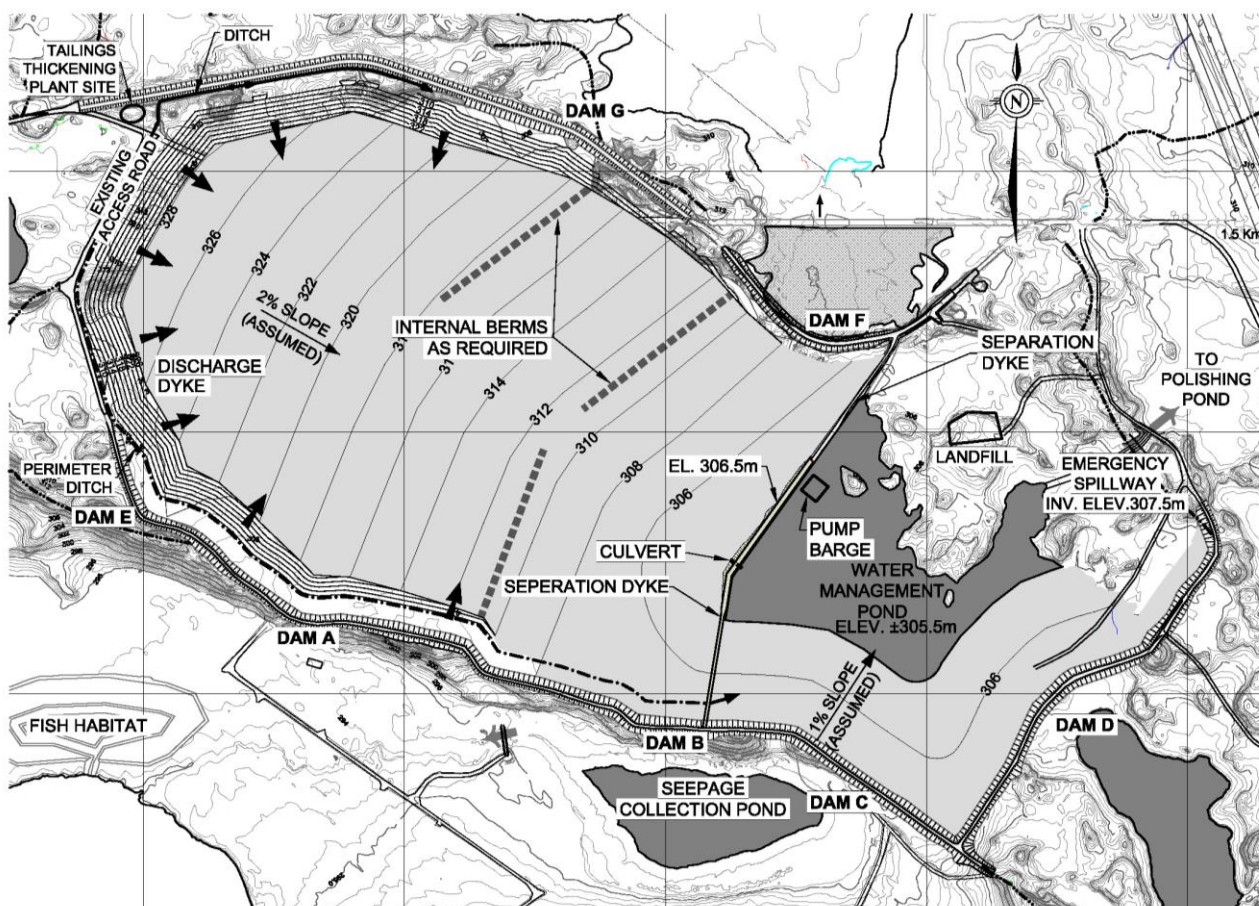 DITCH
TAILINGS
THICKENING
PLANT SITE
DAM G
N
EXISTING
ACCESS ROAD
328
326
324
322
320
2% SLOPE
(ASSUMED)
314
312
310
308
306
INTERNAL BERMS
AS REQUIRED
DISCHARGE
DYKE
DAM F
1.5 Km
SEPARATION
DYKE
TO
POLISHING
POND
LANDFILL
EMERGENCY
SPILLWAY
INV. ELEV.307.5m
EL. 306.5m
PERIMETER
DITCH
DAM E
CULVERT
PUMP
BARGE
SEPERATION DYKE
WATER
MANAGEMENT
POND
ELEV. ±305.5m
DAM A
1% SLOPE
(ASSUMED)
306
FISH HABITAT
DAM B
DAM D
SEEPAGE
COLLECTION POND
DAM C